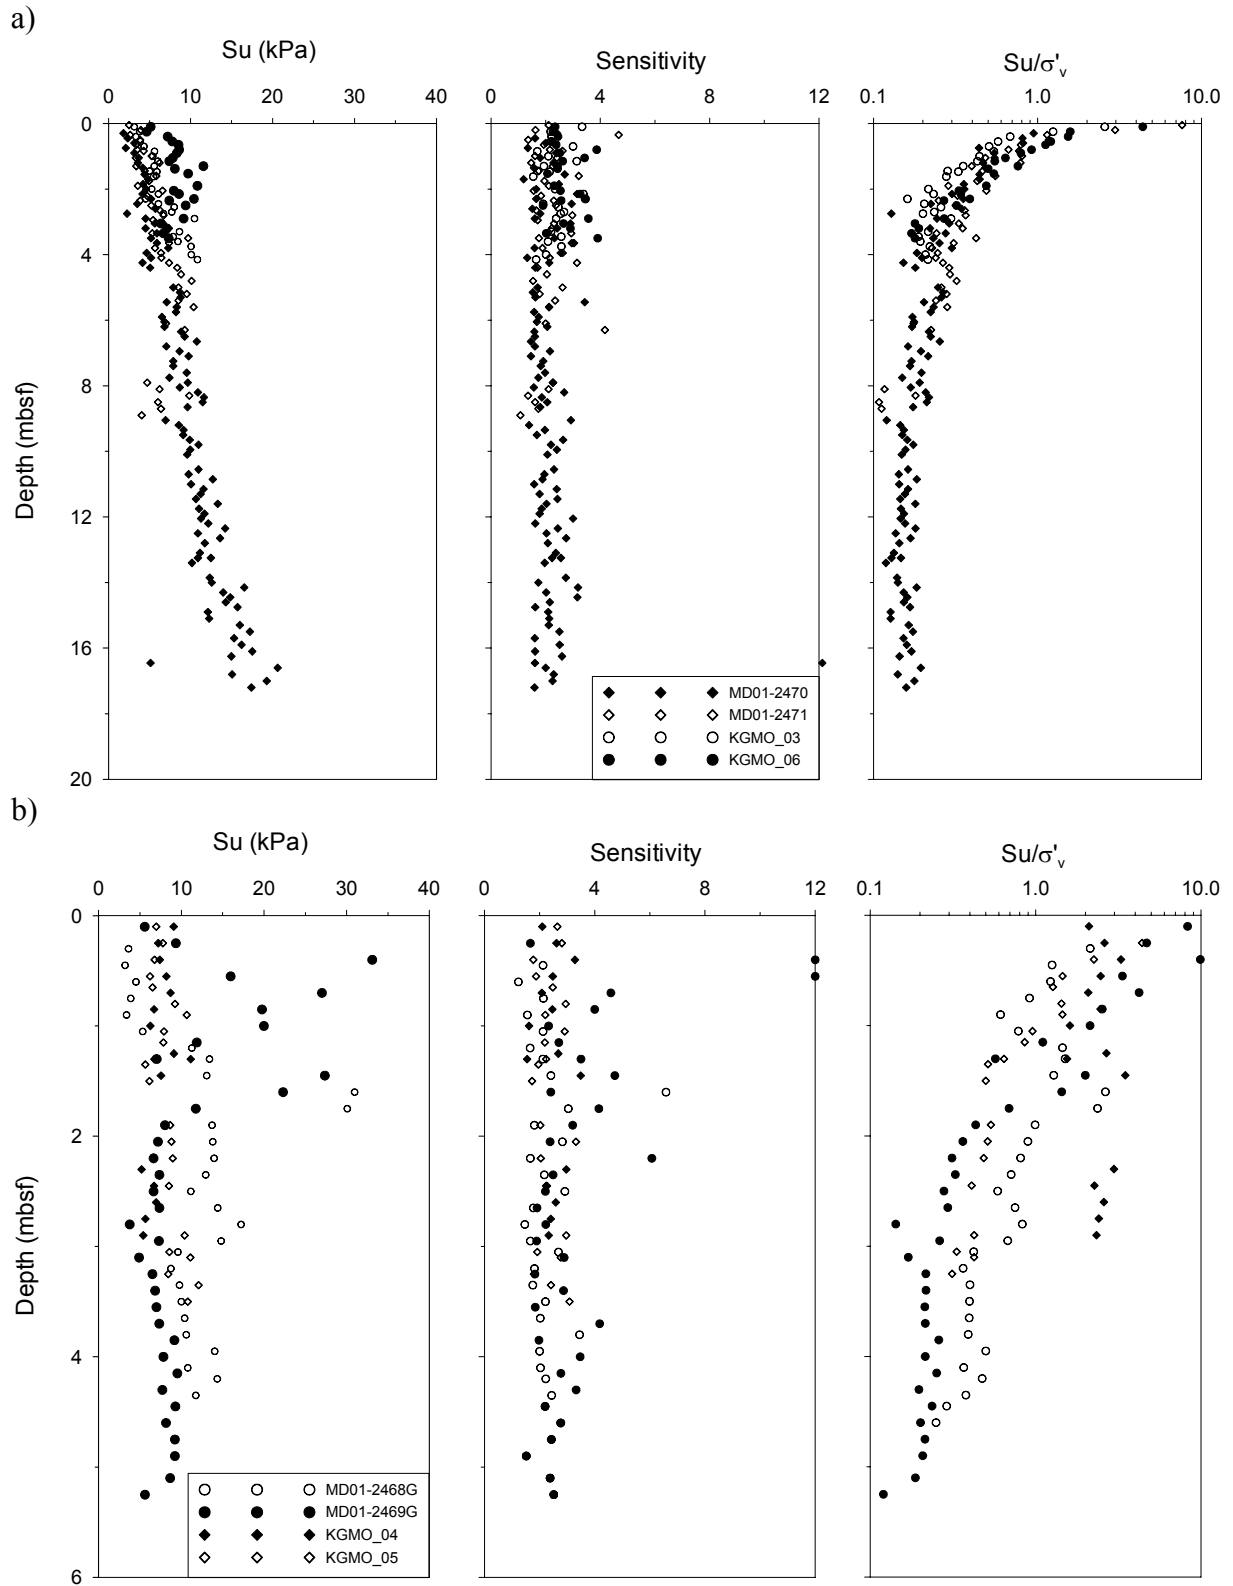 a)
Su (kPa)
Sensitivity
Su/σ'v
0 10 20 30 40
0 4 8 12
0.1 1.0 10.0
0
4
8
12
16
20
Depth (mbsf)
MD01-2470
MD01-2471
KGMO_03
KGMO_06
b)
Su (kPa)
Sensitivity
Su/σ'v
0 10 20 30 40
0 4 8 12
0.1 1.0 10.0
0
2
4
6
Depth (mbsf)
MD01-2468G
MD01-2469G
KGMO_04
KGMO_05